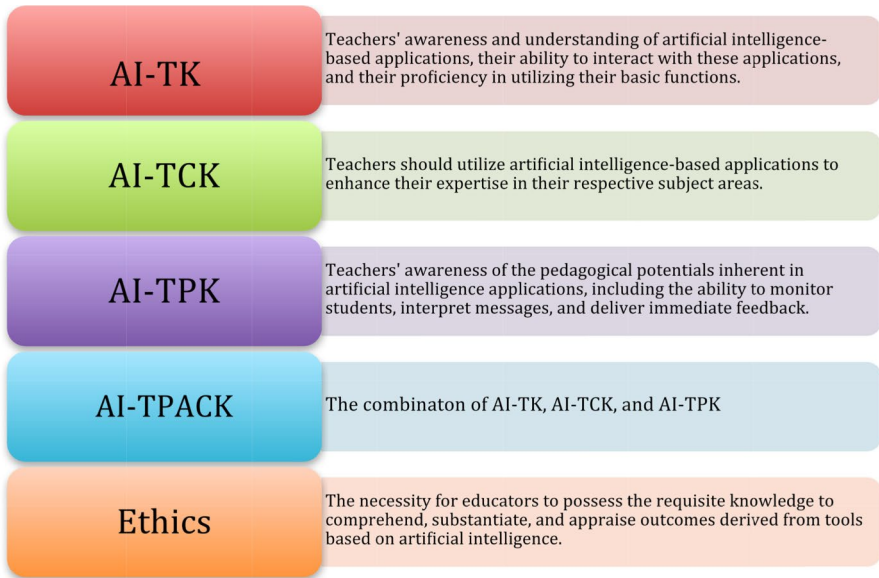 AI-TK
Teachers' awareness and understanding of artificial intelligence-
based applications, their ability to interact with these applications,
and their proficiency in utilizing their basic functions.
AI-TCK
Teachers should utilize artificial intelligence-based applications to
enhance their expertise in their respective subject areas.
AI-TPK
Teachers' awareness of the pedagogical potentials inherent in
artificial intelligence applications, including the ability to monitor
students, interpret messages, and deliver immediate feedback.
AI-TPACK
The combinaton of AI-TK, AI-TCK, and AI-TPK
Ethics
The necessity for educators to possess the requisite knowledge to
comprehend, substantiate, and appraise outcomes derived from tools
based on artificial intelligence.